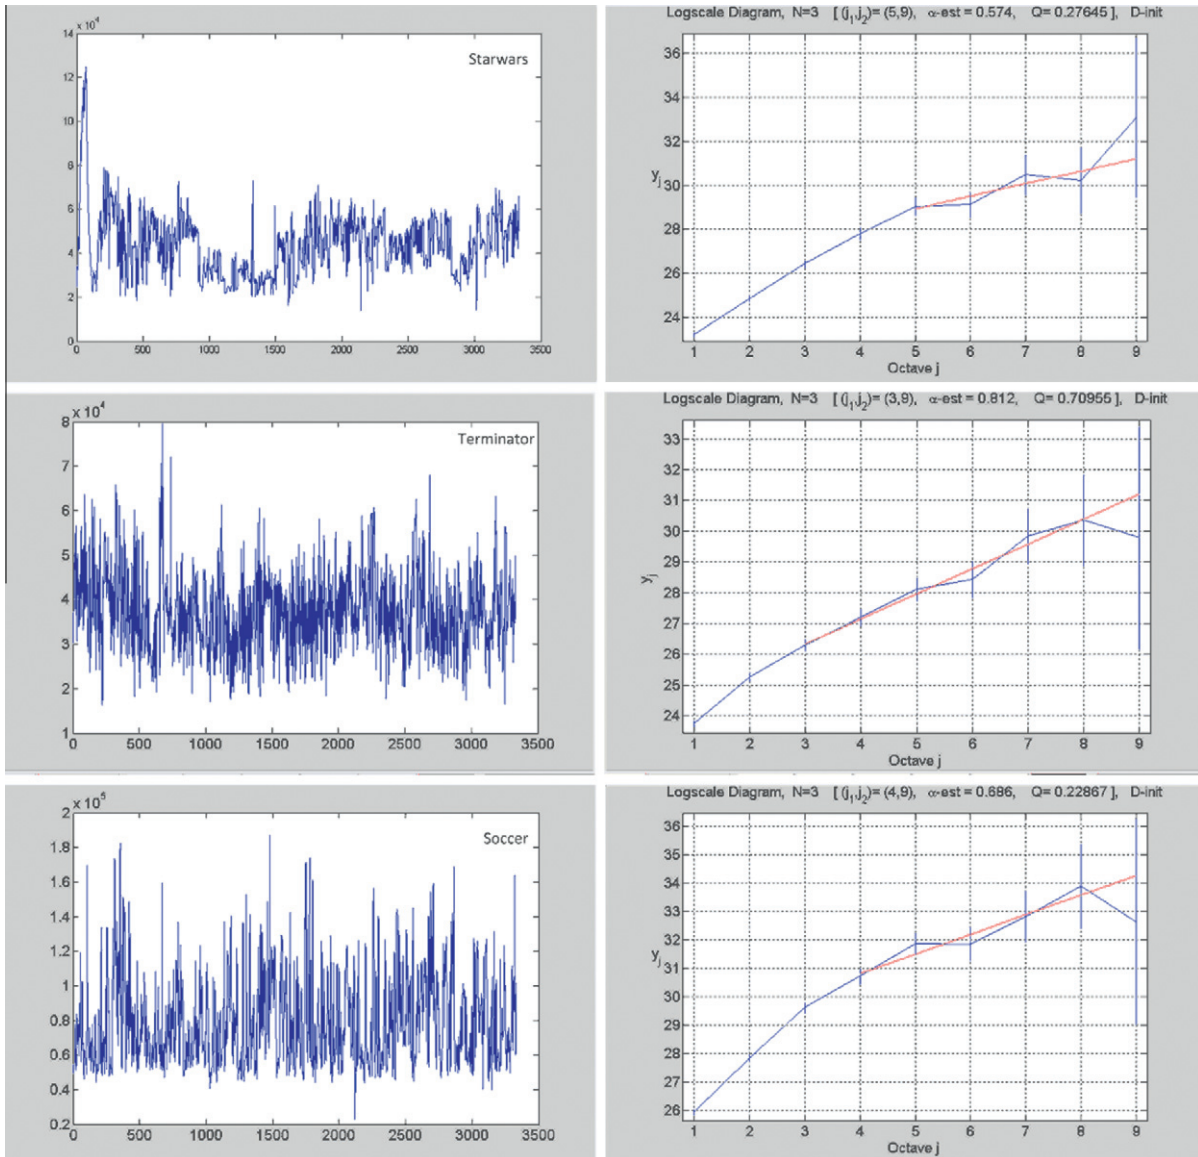 Logscale Diagram, N=3 [ (j1,j2)= (5,9), α-est = 0.574, Q= 0.27645 ], D-init
x 10^4
Starwars
14
12
10
8
6
4
2
0
0 500 1000 1500 2000 2500 3000 3500
36
34
32
30
28
26
24
yj
1 2 3 4 5 6 7 8 9
Octave j
Logscale Diagram, N=3 [ (j1,j2)= (3,9), α-est = 0.812, Q= 0.70955 ], D-init
x 10^4
Terminator
8
7
6
5
4
3
2
1
0 500 1000 1500 2000 2500 3000 3500
33
32
31
30
29
28
27
26
25
24
yj
1 2 3 4 5 6 7 8 9
Octave j
Logscale Diagram, N=3 [ (j1,j2)= (4,9), α-est = 0.686, Q= 0.22867 ], D-init
x 10^5
Soccer
2
1.8
1.6
1.4
1.2
1
0.8
0.6
0.4
0.2
0 500 1000 1500 2000 2500 3000 3500
36
35
34
33
32
31
30
29
28
27
26
yj
1 2 3 4 5 6 7 8 9
Octave j